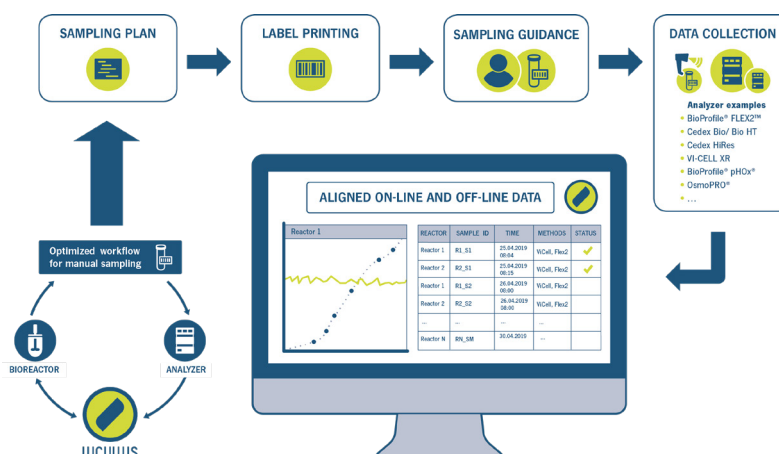 SAMPLING PLAN
LABEL PRINTING
SAMPLING GUIDANCE
DATA COLLECTION
Analyzer examples
• BioProfile® FLEX2™
• Cedex Bio/ Bio HT
• Cedex HiRes
• VI-CELL XR
• BioProfile® pHOx®
• OsmoPRO®
• ...
Optimized workflow
for manual sampling
BIOREACTOR
ANALYZER
ALIGNED ON-LINE AND OFF-LINE DATA
Reactor 1
REACTOR SAMPLE ID TIME METHODS STATUS
Reactor 1 R1_S1 25.04.2019 08:04 ViCell, Flex2
Reactor 2 R2_S1 25.04.2019 08:15 ViCell, Flex2
Reactor 1 R1_S2 26.04.2019 08:00 ViCell, Flex2
Reactor 2 R2_S2 26.04.2019 08:00 ViCell, Flex2
... ... ... ...
Reactor N RN_SM 30.04.2019 ...